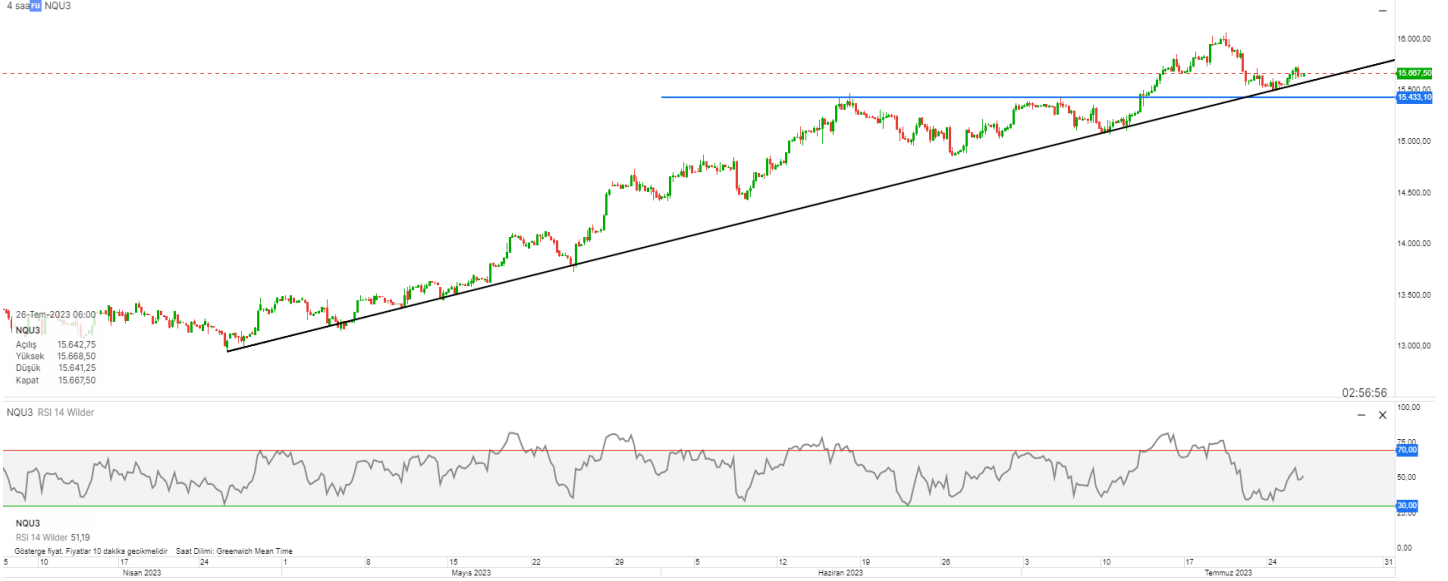 4 saa FU NQU3
16.000,00
15.667,50
15.500,00
15.433,10
15.000,00
14.500,00
14.000,00
13.500,00
13.000,00
26-Tem-2023 06:00
NQU3
Açılış 15.642,75
Yüksek 15.668,50
Düşük 15.641,25
Kapat 15.667,50
02:56:56
NQU3 RSI 14 Wilder
100,00
75,00
70,00
50,00
30,00
25,00
0,00
NQU3
RSI 14 Wilder 51,19
Gösterge fiyat. Fiyatlar 10 dakika gecikmelidir Saat Dilimi: Greenwich Mean Time
5 10 17 24 1 8 15 22 29 5 12 19 26 3 10 17 24 31
Nisan 2023 Mayıs 2023 Haziran 2023 Temmuz 2023